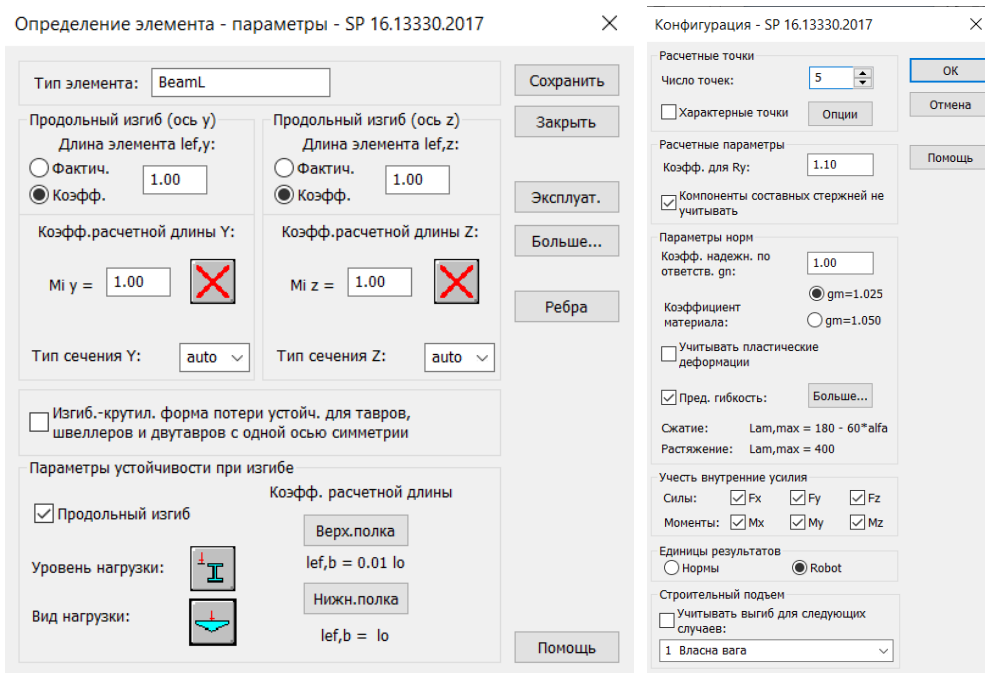 Определение элемента - параметры - SP 16.13330.2017
Тип элемента: BeamL
Сохранить
Закрыть
Продольный изгиб (ось y)
Длина элемента lef,y:
Фактич.
Коэфф.
1.00
Продольный изгиб (ось z)
Длина элемента lef,z:
Фактич.
Коэфф.
1.00
Эксплуат.
Больше...
Ребра
Коэфф.расчетной длины Y:
Mi y = 1.00
Тип сечения Y: auto
Коэфф.расчетной длины Z:
Mi z = 1.00
Тип сечения Z: auto
Изгиб.-крутил. форма потери устойч. для тавров,
швеллеров и двутавров с одной осью симметрии
Параметры устойчивости при изгибе
Коэфф. расчетной длины
Продольный изгиб
Верх.полка
lef,b = 0.01 lo
Уровень нагрузки:
Нижн.полка
Вид нагрузки:
lef,b = lo
Помощь
Конфигурация - SP 16.13330.2017
Расчетные точки
Число точек: 5
Характерные точки
Опции
ОК
Отмена
Помощь
Расчетные параметры
Коэфф. для Ry: 1.10
Компоненты составных стержней не
учитывать
Параметры норм
Коэфф. надежн. по
ответств. gn:
1.00
Коэффициент
материала:
gm=1.025
gm=1.050
Учитывать пластические
деформации
Пред. гибкость: Больше...
Сжатие: Lam,max = 180 - 60*alfa
Растяжение: Lam,max = 400
Учесть внутренние усилия
Силы: Fx Fy Fz
Моменты: Mx My Mz
Единицы результатов
Нормы Robot
Строительный подъем
Учитывать выгиб для следующих
случаев:
1 Власна вага